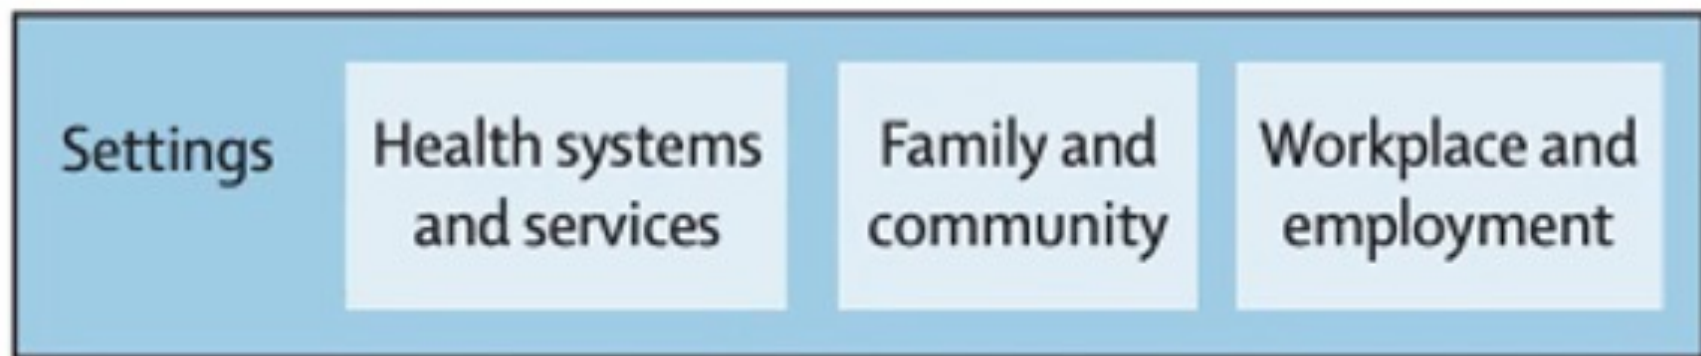 Settings
Health systems
and services
Family and
community
Workplace and
employment